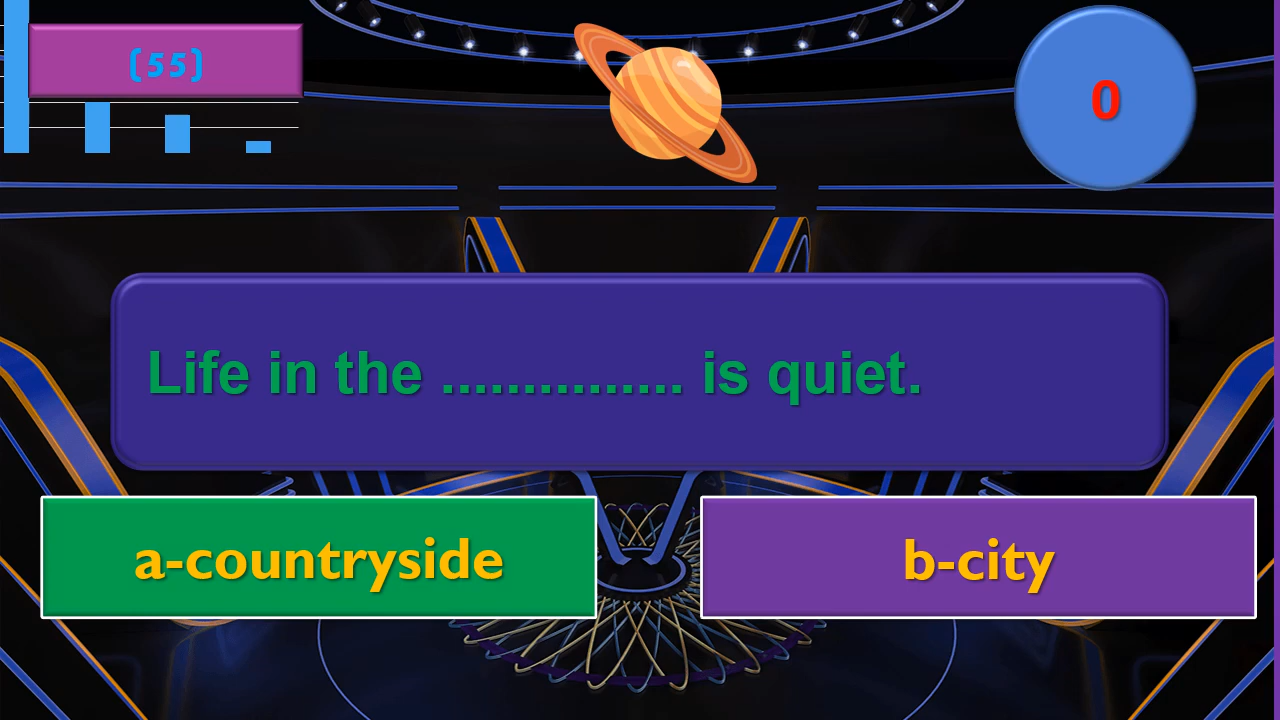 (55)
0
Life in the ............... is quiet.
a-countryside
b-city